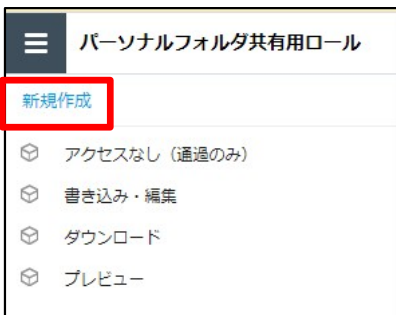 パーソナルフォルダ共有用ロール
新規作成
アクセスなし（通過のみ）
書き込み・編集
ダウンロード
プレビュー